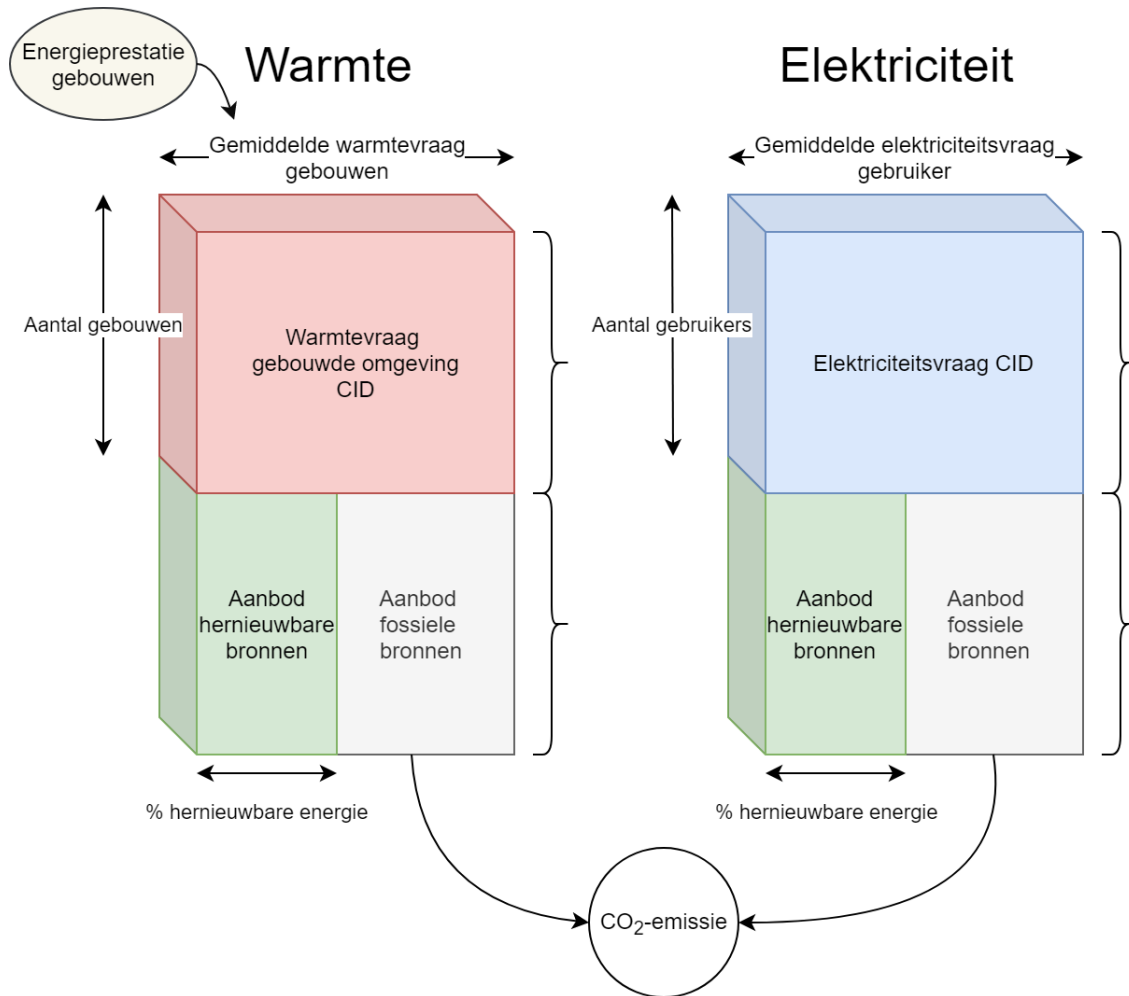 Energieprestatie
gebouwen
Warmte
Elektriciteit
Gemiddelde warmtevraag
gebouwen
Gemiddelde elektriciteitsvraag
gebruiker
Aantal gebouwen
Warmtevraag
gebouwde omgeving
CID
Aantal gebruikers
Elektriciteitsvraag CID
Aanbod
hernieuwbare
bronnen
Aanbod
fossiele
bronnen
Aanbod
hernieuwbare
bronnen
Aanbod
fossiele
bronnen
% hernieuwbare energie
% hernieuwbare energie
CO₂-emissie